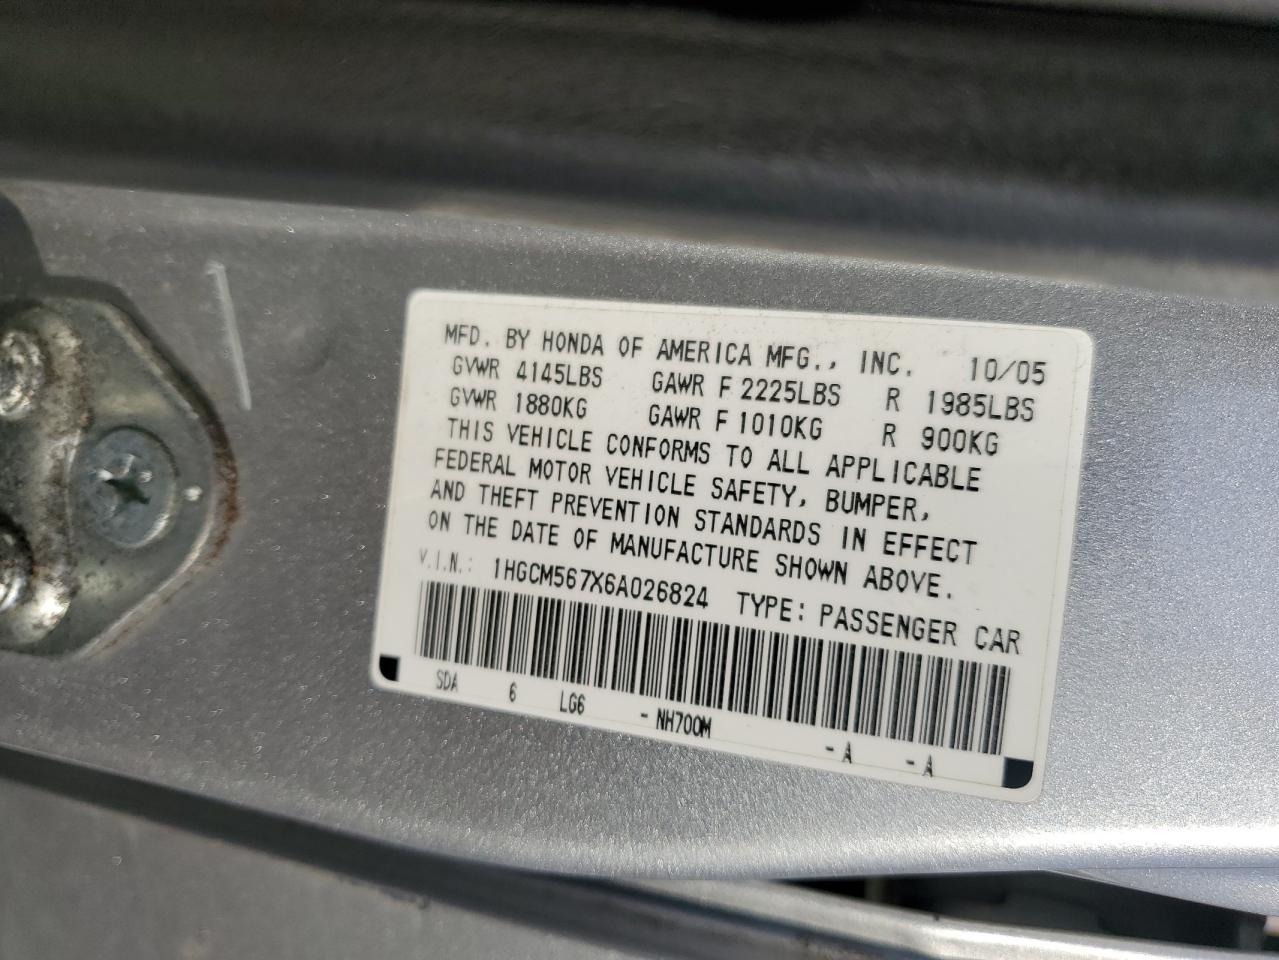 MFD. BY HONDA OF AMERICA MFG., INC. 10/05
GVWR 4145LBS GAWR F 2225LBS R 1985LBS
GVWR 1880KG GAWR F 1010KG R 900KG
THIS VEHICLE CONFORMS TO ALL APPLICABLE
FEDERAL MOTOR VEHICLE SAFETY, BUMPER,
AND THEFT PREVENTION STANDARDS IN EFFECT
ON THE DATE OF MANUFACTURE SHOWN ABOVE.
V.I.N.: 1HGCM567X6A026824 TYPE: PASSENGER CAR
SDA 6 LG6 - NH700M - A - A